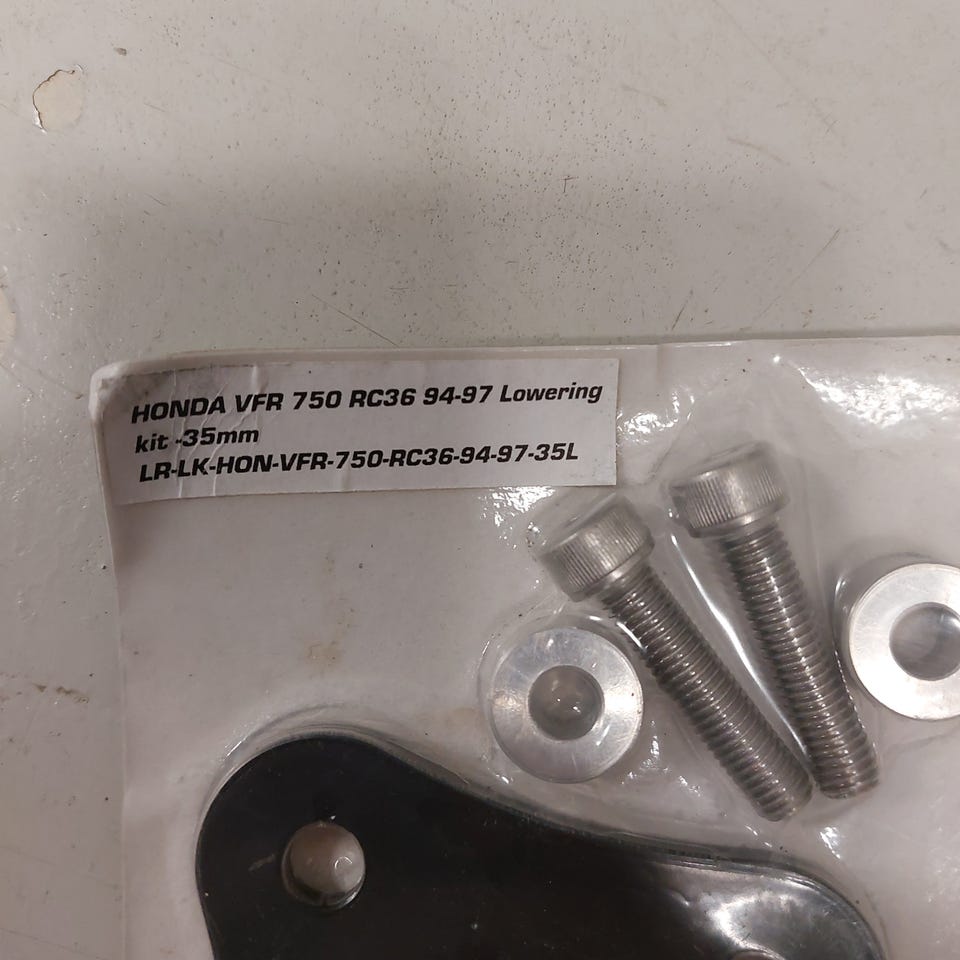 HONDA VFR 750 RC36 94-97 Lowering
kit -35mm
LR-LK-HON-VFR-750-RC36-94-97-35L